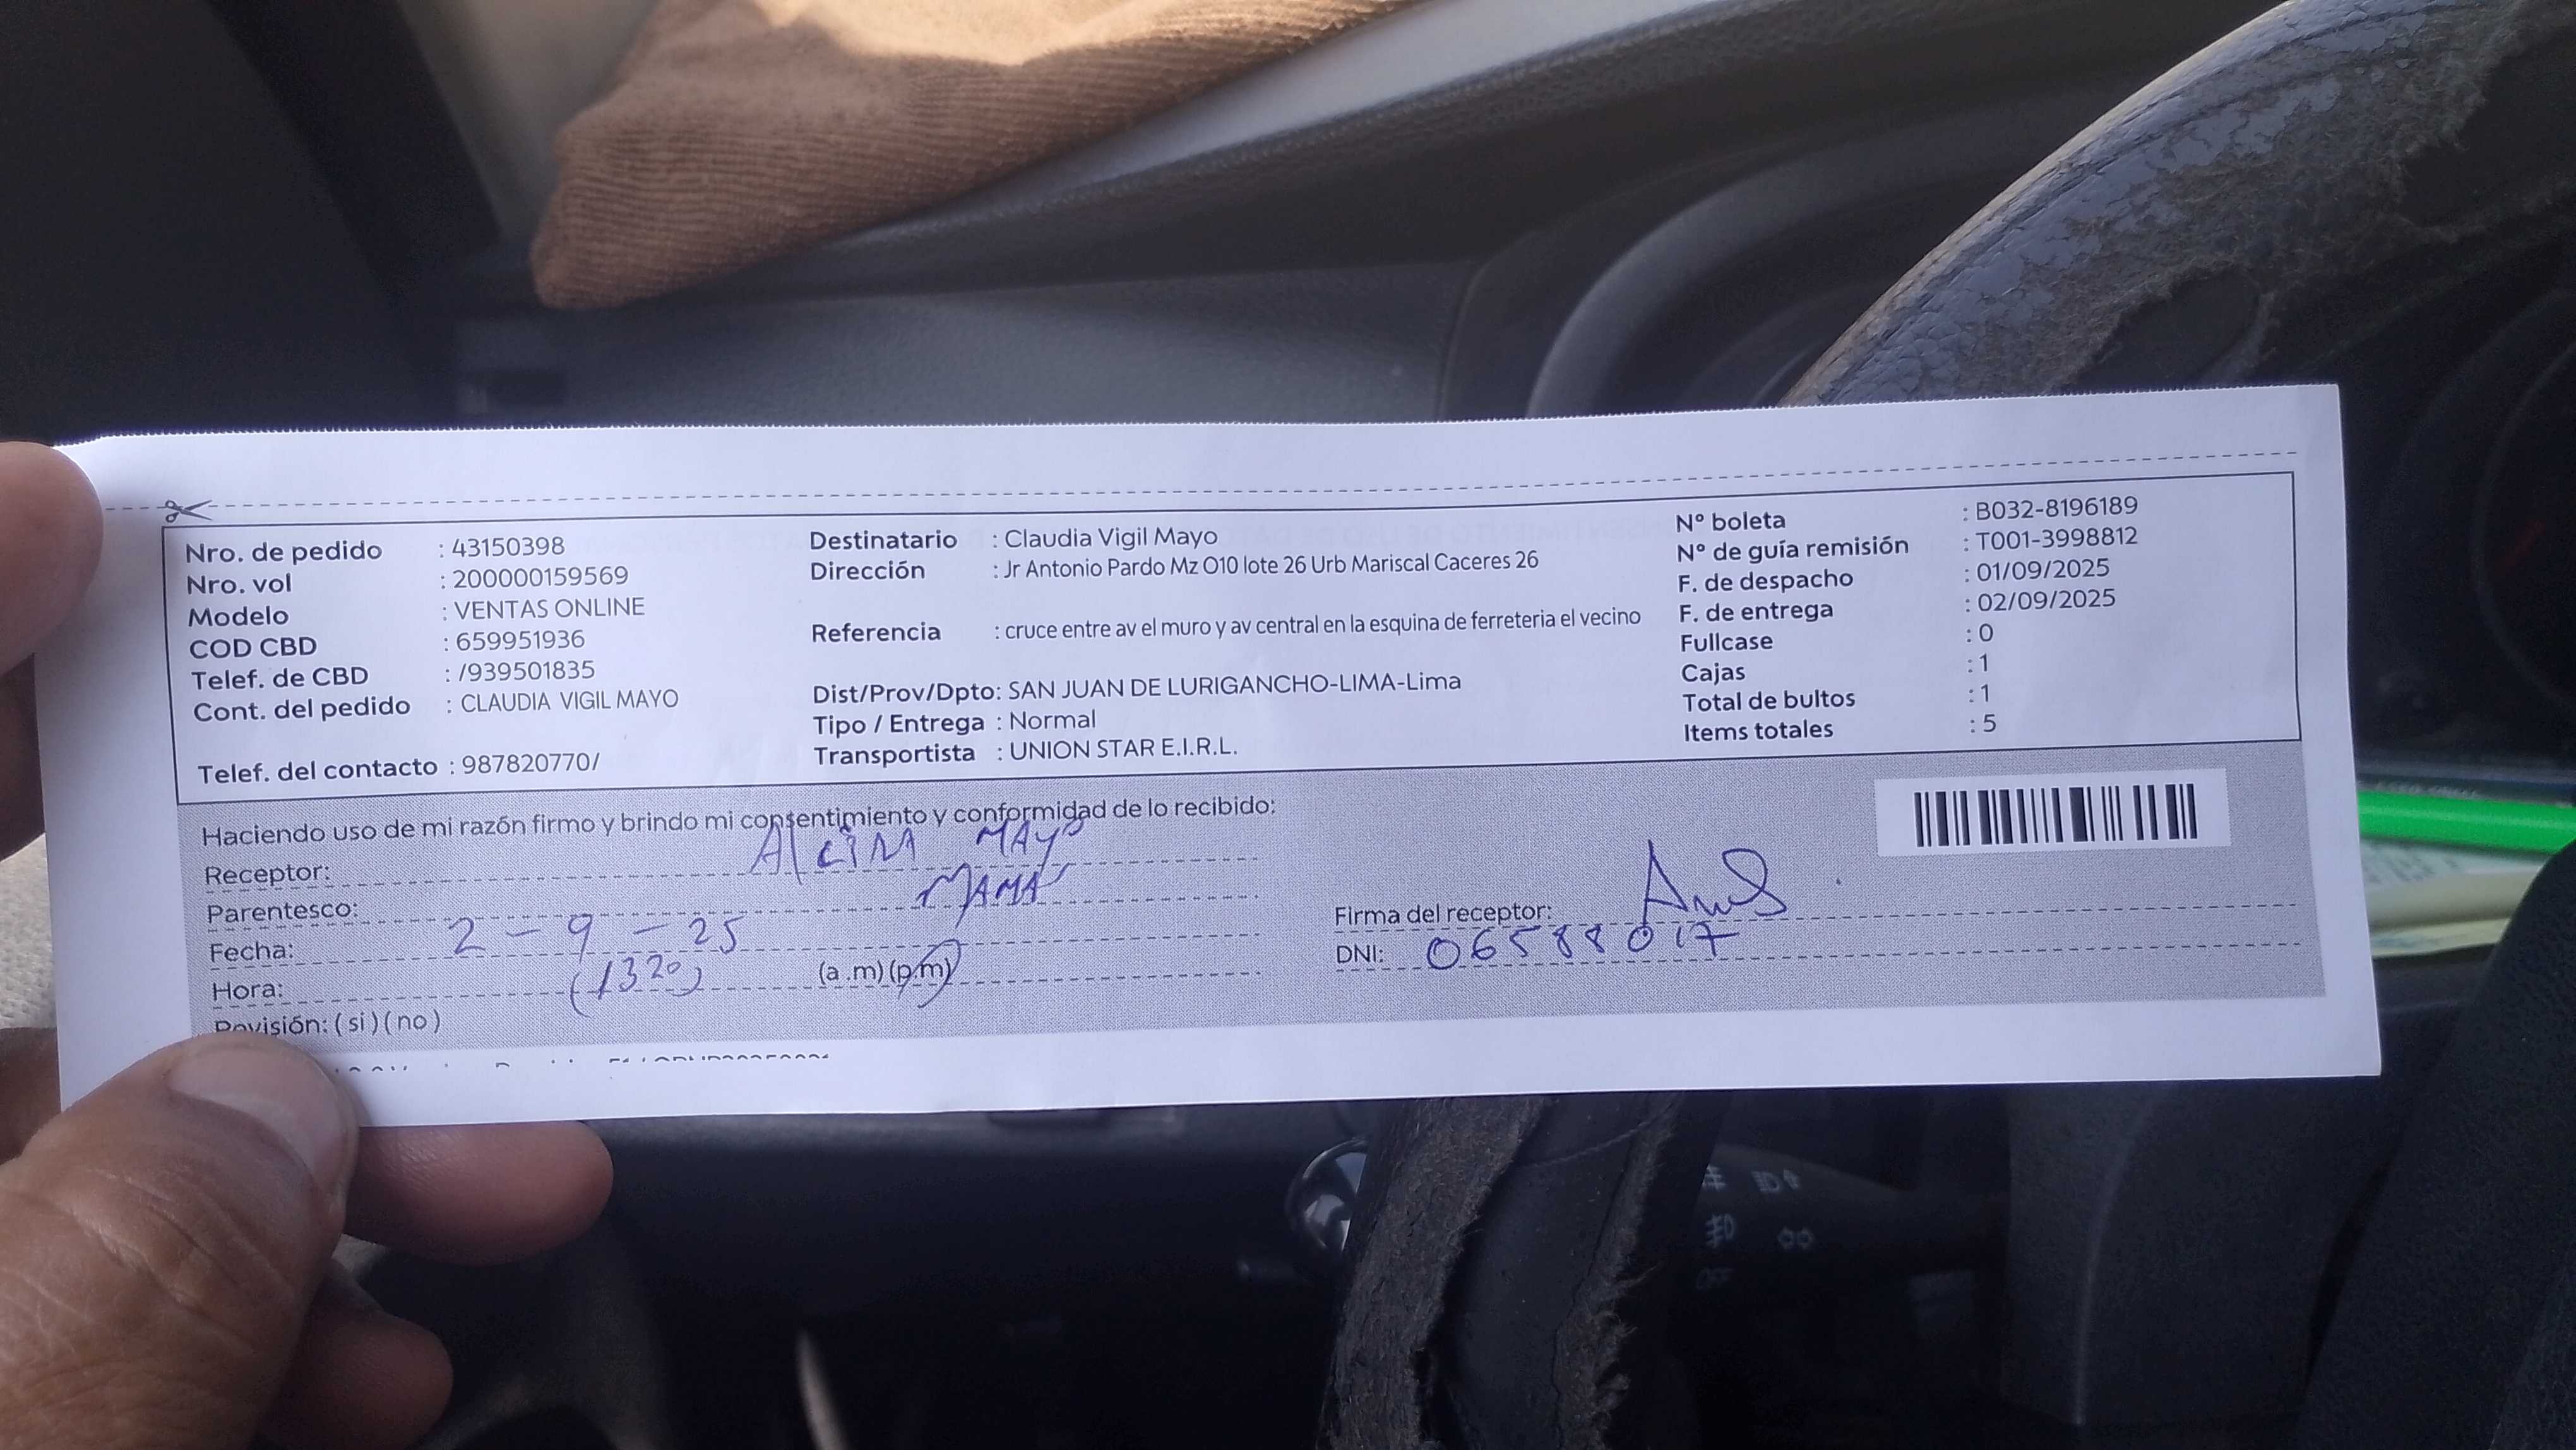 Nro. de pedido : 43150398
Nro. vol : 200000159569
Modelo : VENTAS ONLINE
COD CBD : 659951936
Telef. de CBD : /939501835
Cont. del pedido : CLAUDIA VIGIL MAYO
Telef. del contacto : 987820770/
Destinatario : Claudia Vigil Mayo
Dirección : Jr Antonio Pardo Mz O10 lote 26 Urb Mariscal Caceres 26
Referencia : cruce entre av el muro y av central en la esquina de ferreteria el vecino
Dist/Prov/Dpto: SAN JUAN DE LURIGANCHO-LIMA-Lima
Tipo / Entrega : Normal
Transportista : UNION STAR E.I.R.L.
N° boleta : B032-8196189
N° de guía remisión : T001-3998812
F. de despacho : 01/09/2025
F. de entrega : 02/09/2025
Fullcase : 0
Cajas : 1
Total de bultos : 1
Items totales : 5
Haciendo uso de mi razón firmo y brindo mi consentimiento y conformidad de lo recibido:
Receptor: MAYO
Parentesco: MAMA
Fecha: 2-9-25
Hora: (1320) (a.m)(p.m)
Revisión: (si)(no)
Firma del receptor:
DNI: 06588017